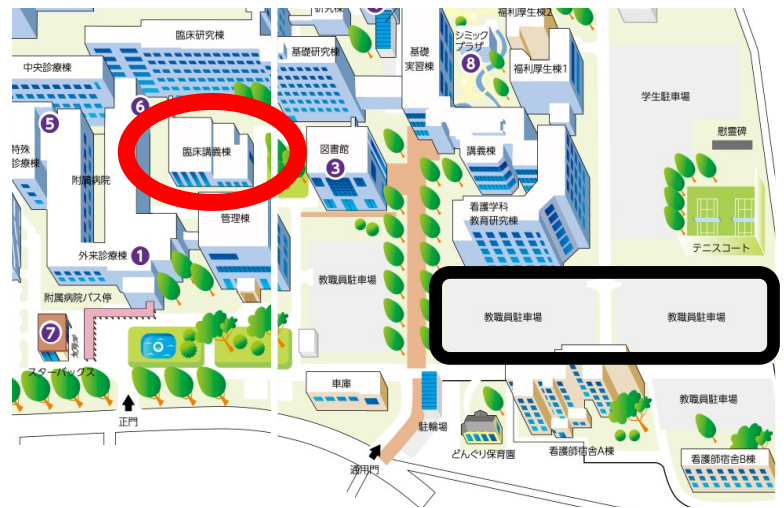 研究棟
福利厚生棟2
臨床研究棟
基礎研究棟
基礎
実習棟
シミック
プラザ
8
福利厚生棟1
中央診療棟
学生駐車場
5
6
慰霊碑
特殊
診療棟
臨床講義棟
図書館
3
講義棟
附属病院
看護学科
教育研究棟
管理棟
テニスコート
外来診療棟
1
教職員駐車場
附属病院バス停
教職員駐車場
教職員駐車場
7
スターバックス
車庫
教職員駐車場
正門
駐輪場
どんぐり保育園
看護師宿舎A棟
看護師宿舎B棟
通用門